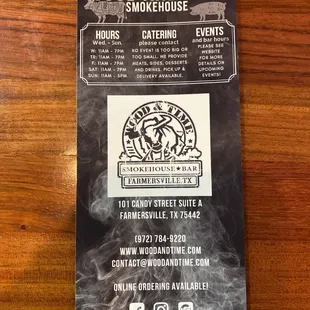 SMOKEHOUSE
HOURS
Wed. - Sun.
W: 11AM - 7PM
TR: 11AM - 7PM
F: 11AM - 7PM
SAT: 11AM - 7PM
SUN: 11AM - 5PM
CATERING
please contact
NO EVENT IS TOO BIG OR
TOO SMALL. WE PROVIDE
MEATS, SIDES, DESSERTS
AND DRINKS. PICK UP &
DELIVERY AVAILABLE.
EVENTS
and bar hours
PLEASE SEE
WEBSITE
FOR MORE
DETAILS OR
UPCOMING
EVENTS!
WOOD & TIME
SMOKEHOUSE★BAR
FARMERSVILLE,TX
101 CANDY STREET SUITE A
FARMERSVILLE, TX 75442
(972) 784-9220
WWW.WOODANDTIME.COM
CONTACT@WOODANDTIME.COM
ONLINE ORDERING AVAILABLE!